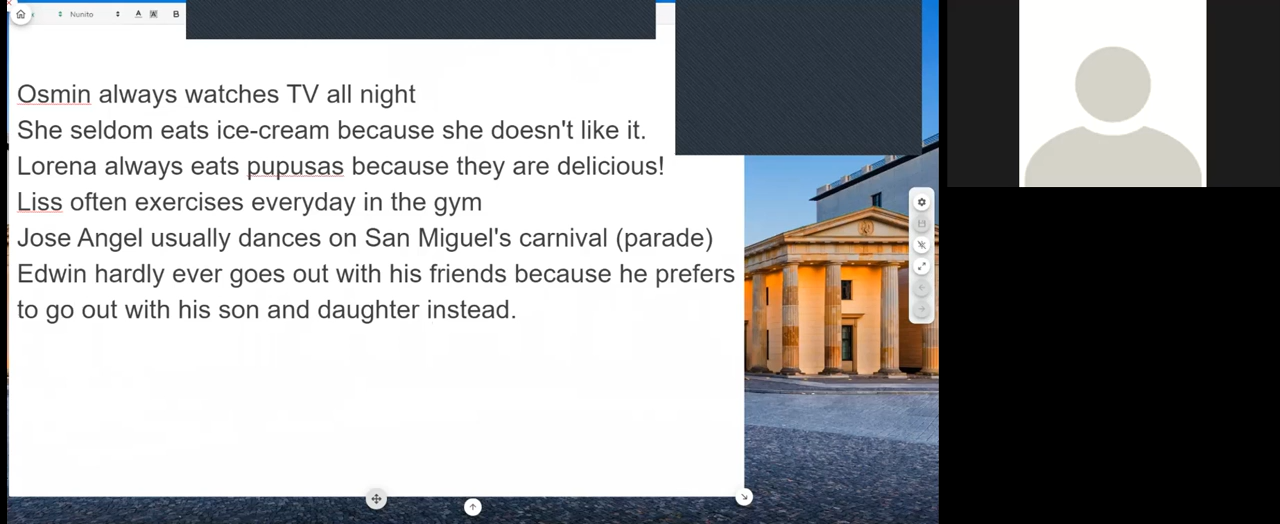 Nunito
A
A
B
Osmin always watches TV all night
She seldom eats ice-cream because she doesn't like it.
Lorena always eats pupusas because they are delicious!
Liss often exercises everyday in the gym
Jose Angel usually dances on San Miguel's carnival (parade)
Edwin hardly ever goes out with his friends because he prefers
to go out with his son and daughter instead.